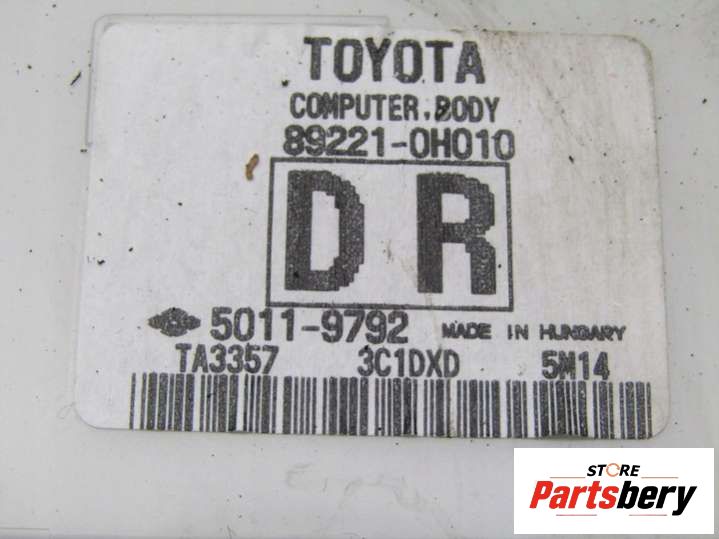 TOYOTA
COMPUTER, BODY
89221-0H010
DR
5011-9792 MADE IN HUNGARY
TA3357 3C1DXD 5M14
STORE
Partsbery